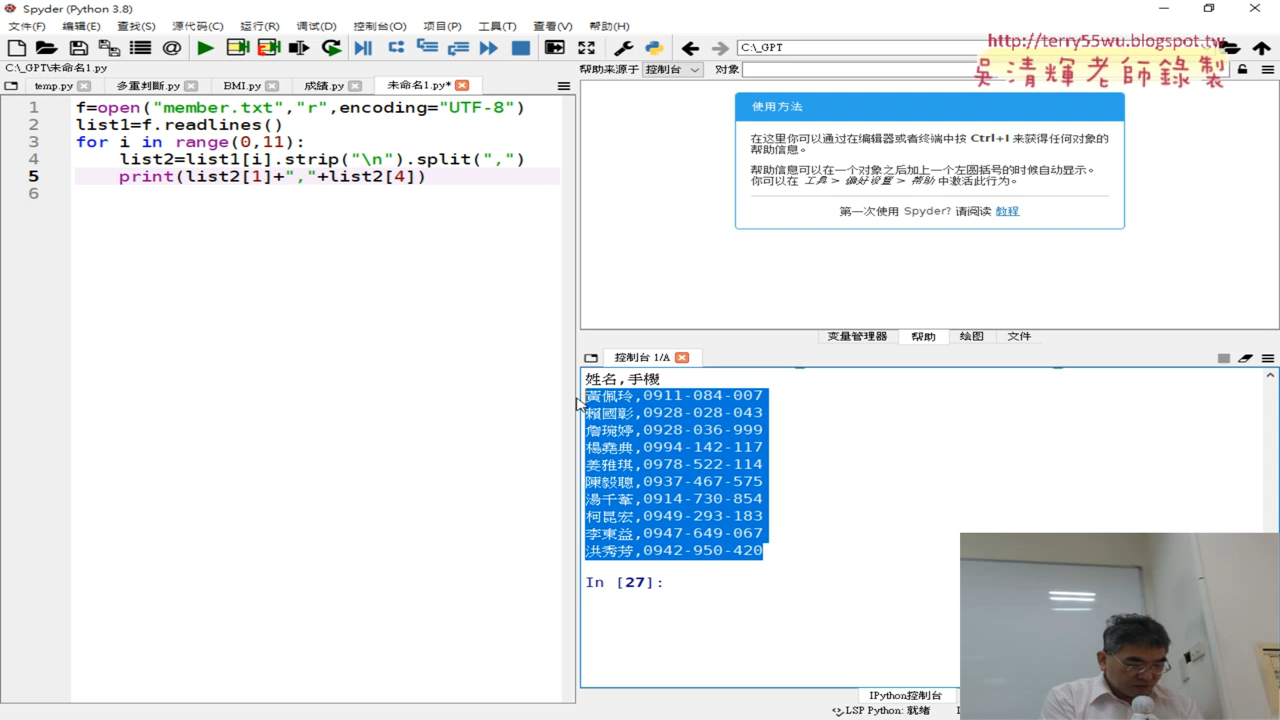 Spyder (Python 3.8)
文件(F) 编辑(E) 查找(S) 源代码(C) 运行(R) 调试(D) 控制台(O) 项目(P) 工具(T) 查看(V) 帮助(H)
C:\_GPT
http://terry55wu.blogspot.tw
吳清輝老師錄製
C:\_GPT\未命名1.py
帮助来源于 控制台 对象
temp.py 多重判斷.py BMI.py 成績.py 未命名1.py*
1 f=open("member.txt","r",encoding="UTF-8")
2 list1=f.readlines()
3 for i in range(0,11):
4 list2=list1[i].strip("\n").split(",")
5 print(list2[1]+","+list2[4])
6
使用方法
在这里你可以通过在编辑器或者终端中按 Ctrl+I 来获得任何对象的
帮助信息。
帮助信息可以在一个对象之后加上一个左圆括号的时候自动显示。
你可以在 工具 > 偏好设置 > 帮助 中激活此行为。
第一次使用 Spyder? 请阅读 教程
变量管理器 帮助 绘图 文件
控制台 1/A
姓名,手機
黃佩玲,0911-084-007
賴國彰,0928-028-043
詹琬婷,0928-036-999
楊堯典,0994-142-117
姜雅琪,0978-522-114
陳毅聰,0937-467-575
湯千葦,0914-730-854
柯昆宏,0949-293-183
李東益,0947-649-067
洪秀芳,0942-950-420
In [27]:
IPython控制台
LSP Python: 就绪